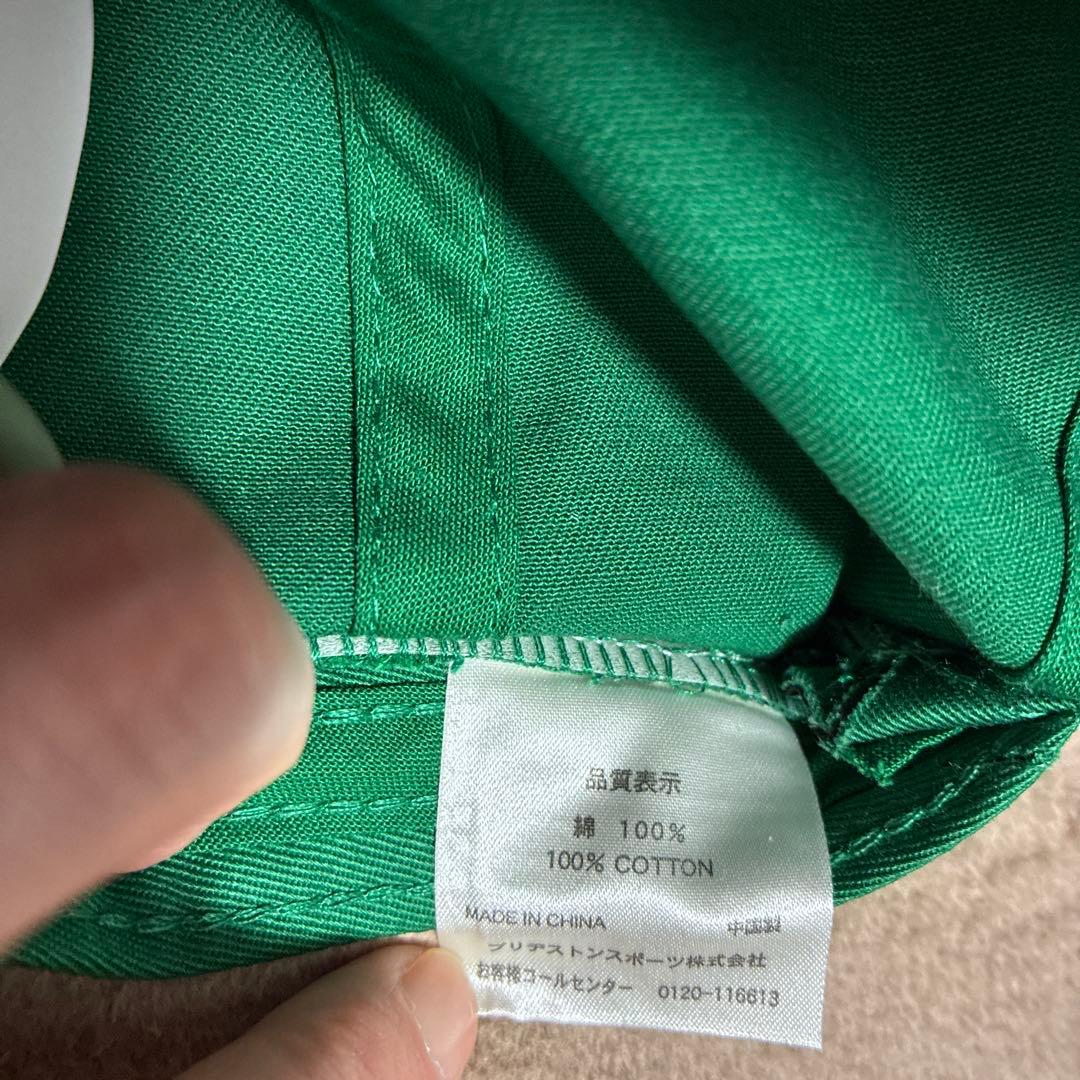 品質表示
綿 100%
100% COTTON
MADE IN CHINA 中国製
ブリヂストンスポーツ株式会社
お客様コールセンター 0120-116613